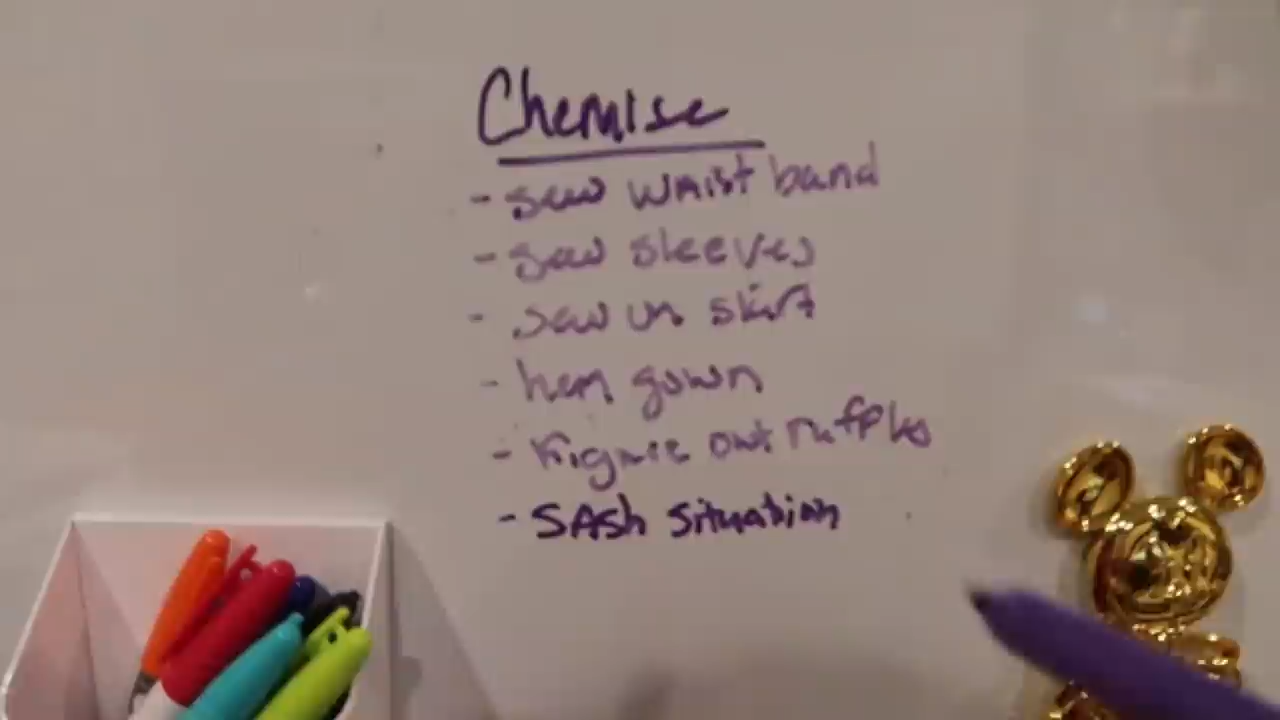 Chemise
- sew waist band
- sew sleeves
- sew on skirt
- hem gown
- Figure out ruffles
- SASh Situation